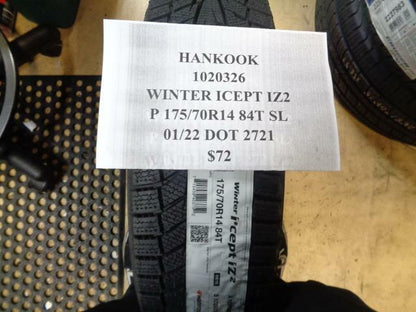 HANKOOK
1020326
WINTER ICEPT IZ2
P 175/70R14 84T SL
01/22 DOT 2721
$72
Winter i*cept iZ²
175/70R14 84T